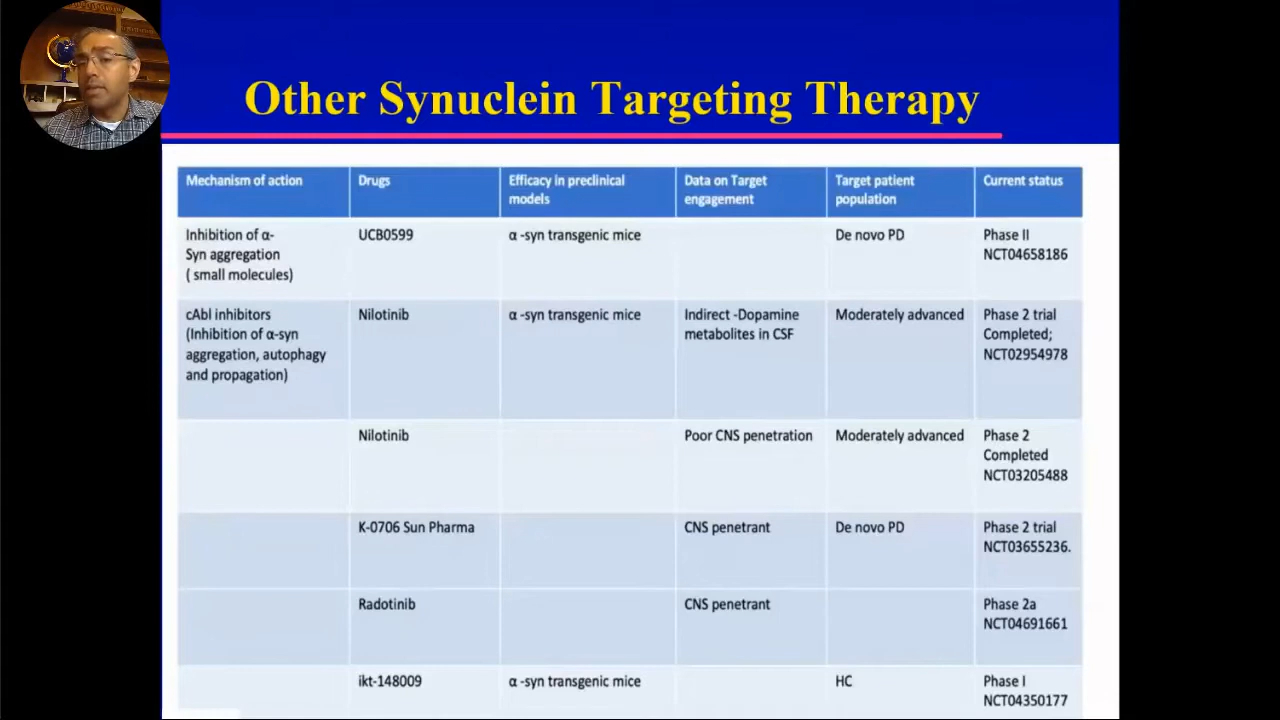 Other Synuclein Targeting Therapy
Mechanism of action
Drugs
Efficacy in preclinical
models
Data on Target
engagement
Target patient
population
Current status
Inhibition of α-
Syn aggregation
( small molecules)
UCB0599
α -syn transgenic mice
De novo PD
Phase II
NCT04658186
cAbl inhibitors
(Inhibition of α-syn
aggregation, autophagy
and propagation)
Nilotinib
α -syn transgenic mice
Indirect -Dopamine
metabolites in CSF
Moderately advanced
Phase 2 trial
Completed;
NCT02954978
Nilotinib
Poor CNS penetration
Moderately advanced
Phase 2
Completed
NCT03205488
K-0706 Sun Pharma
CNS penetrant
De novo PD
Phase 2 trial
NCT03655236.
Radotinib
CNS penetrant
Phase 2a
NCT04691661
ikt-148009
α -syn transgenic mice
HC
Phase I
NCT04350177